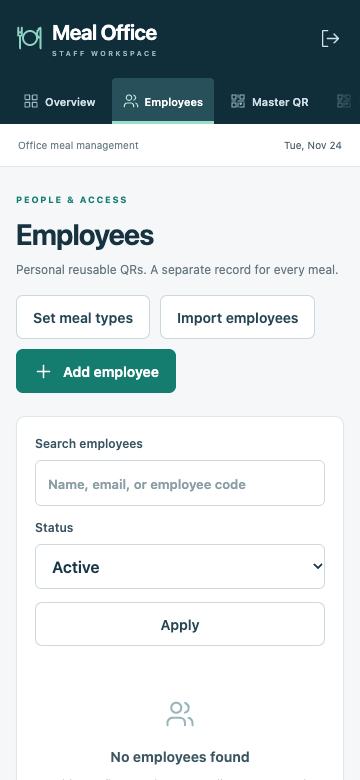 Meal Office
STAFF WORKSPACE
Overview
Employees
Master QR
Office meal management
Tue, Nov 24
PEOPLE & ACCESS
Employees
Personal reusable QRs. A separate record for every meal.
Set meal types
Import employees
Add employee
Search employees
Name, email, or employee code
Status
Active
Apply
No employees found